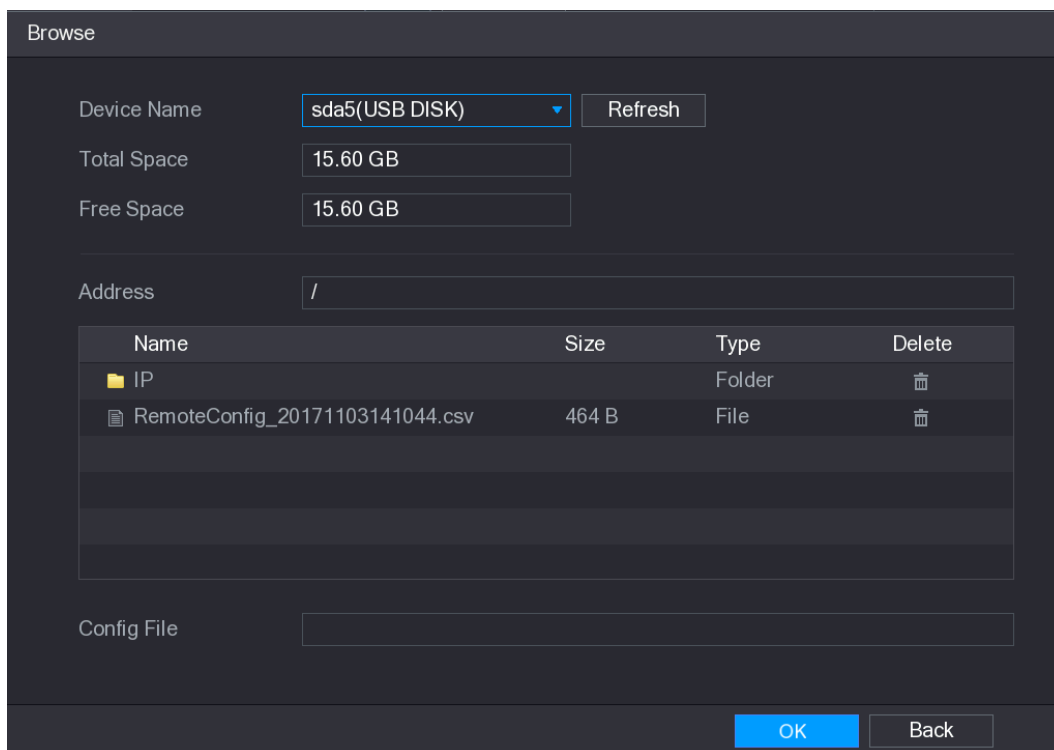 Browse
Device Name sda5(USB DISK) Refresh
Total Space 15.60 GB
Free Space 15.60 GB
Address /
Name Size Type Delete
IP Folder
RemoteConfig_20171103141044.csv 464 B File
Config File
OK Back